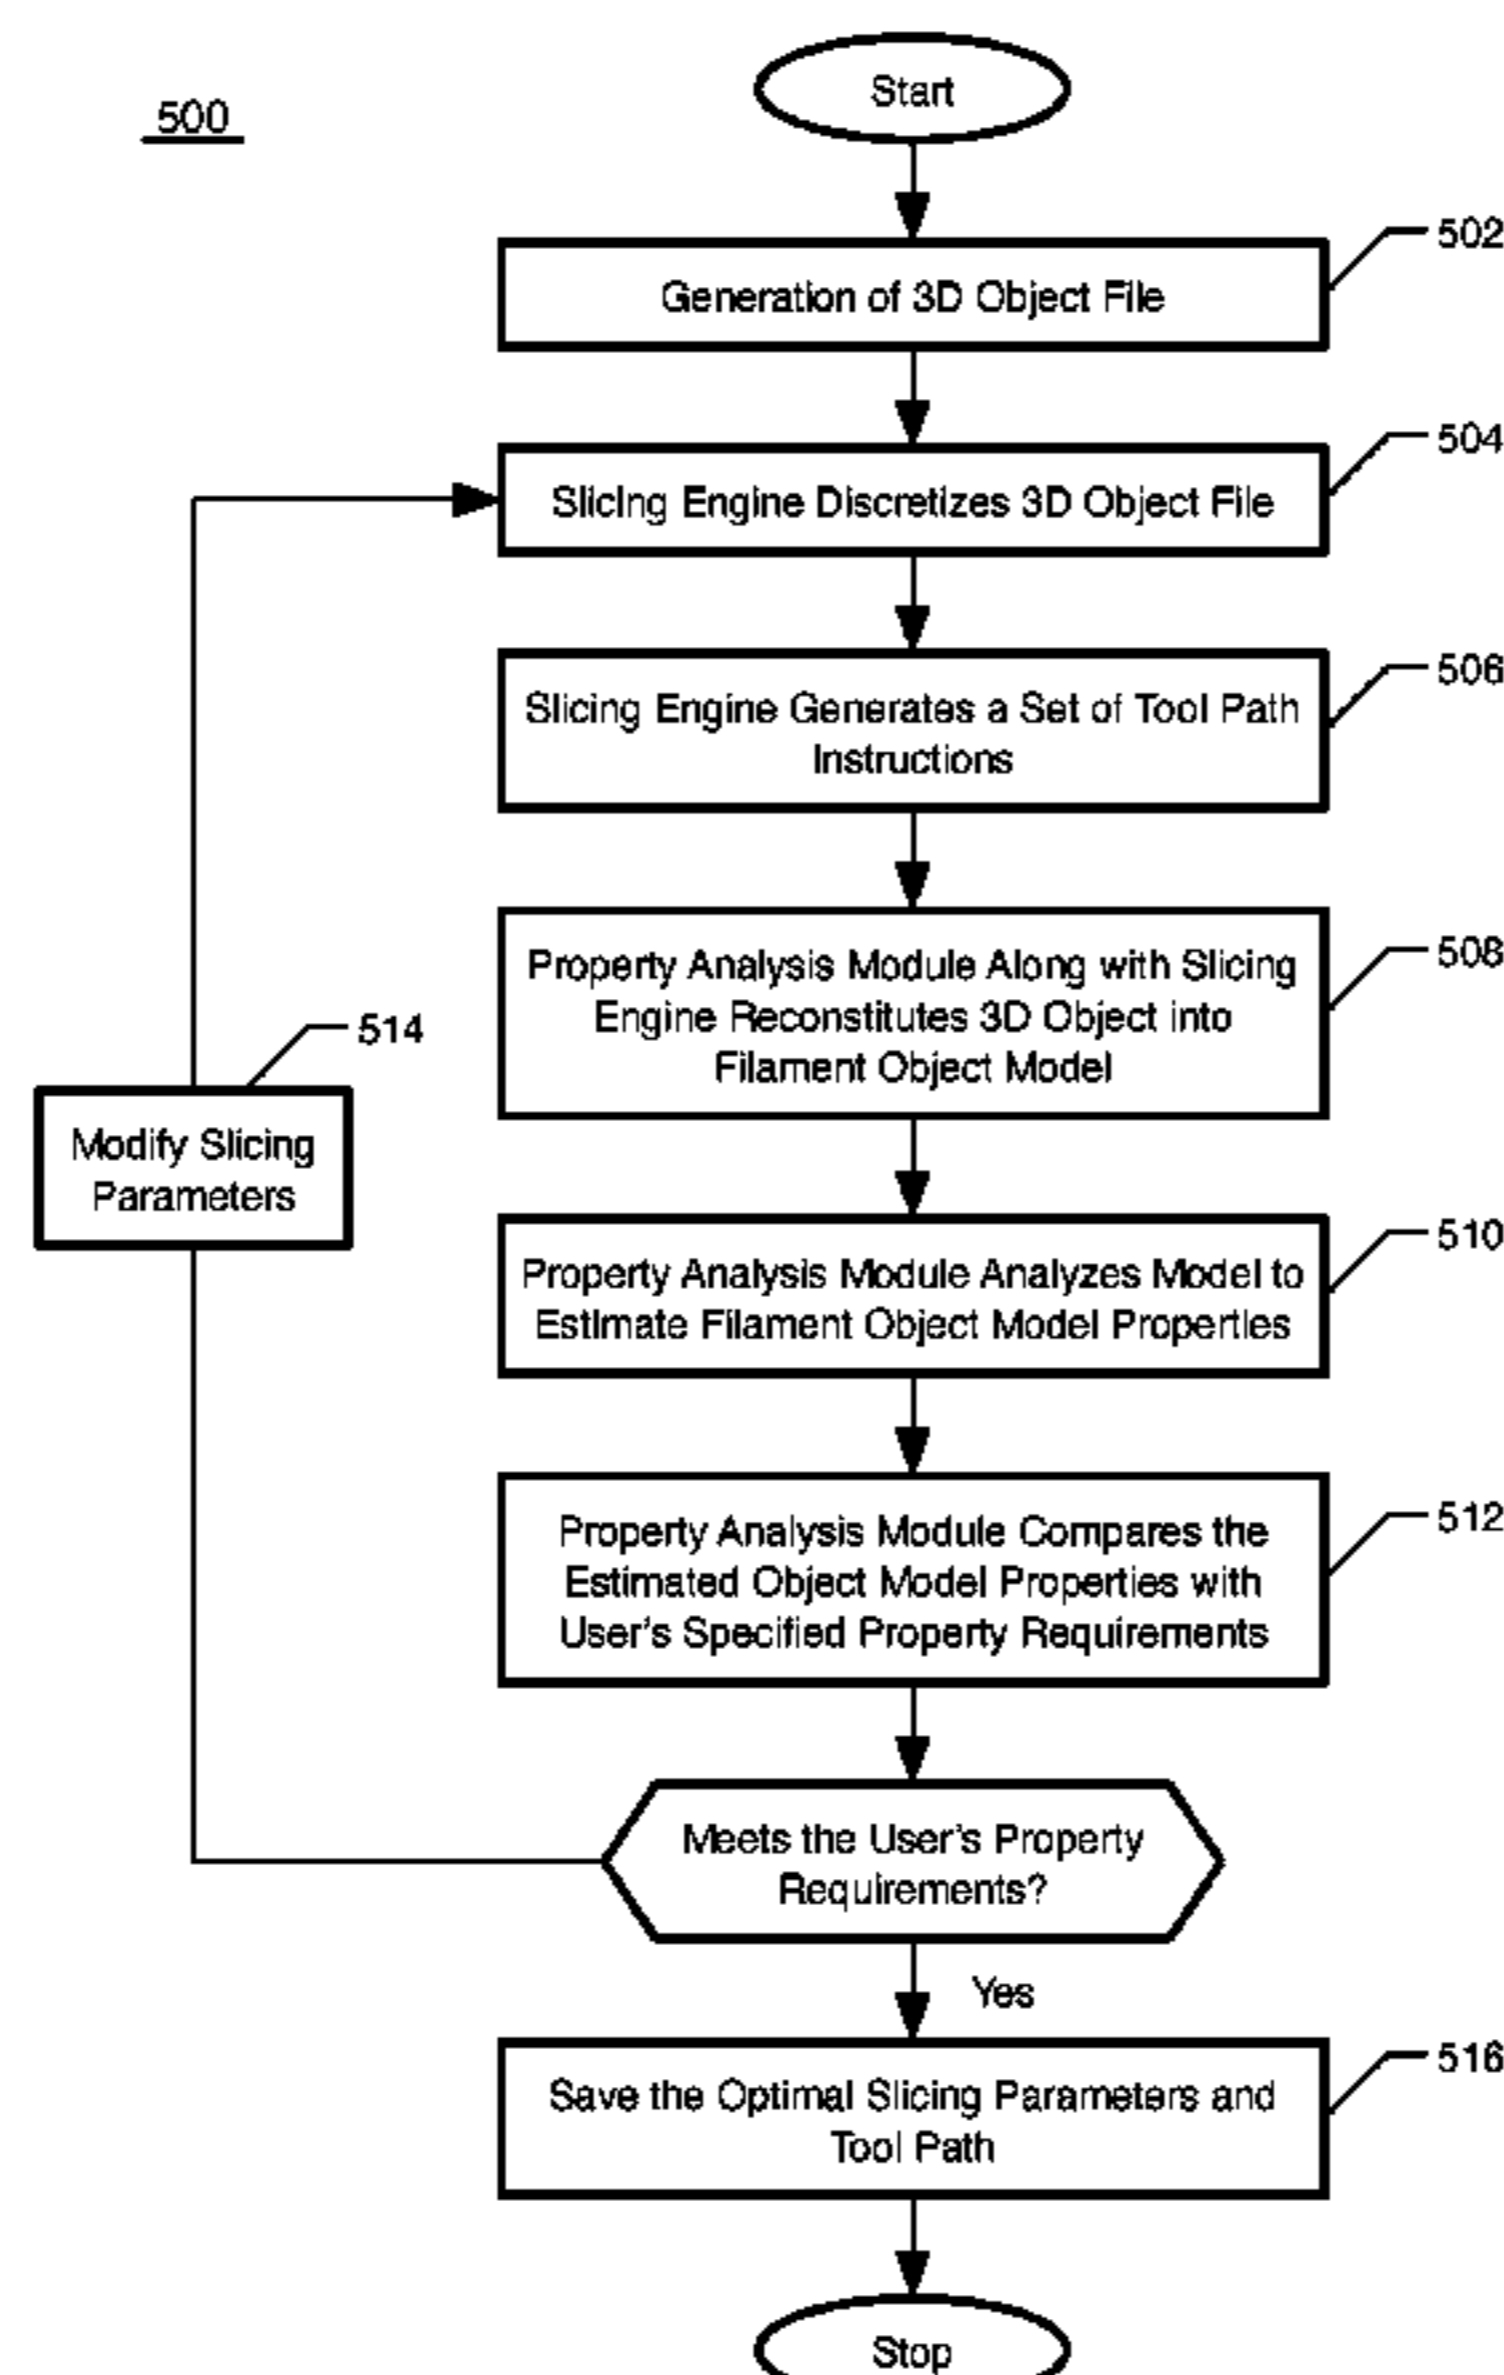 500
Start
502
Generation of 3D Object File
504
Slicing Engine Discretizes 3D Object File
506
Slicing Engine Generates a Set of Tool Path
Instructions
508
Property Analysis Module Along with Slicing
Engine Reconstitutes 3D Object into
Filament Object Model
514
Modify Slicing
Parameters
510
Property Analysis Module Analyzes Model to
Estimate Filament Object Model Properties
512
Property Analysis Module Compares the
Estimated Object Model Properties with
User's Specified Property Requirements
Meets the User's Property
Requirements?
Yes
516
Save the Optimal Slicing Parameters and
Tool Path
Stop